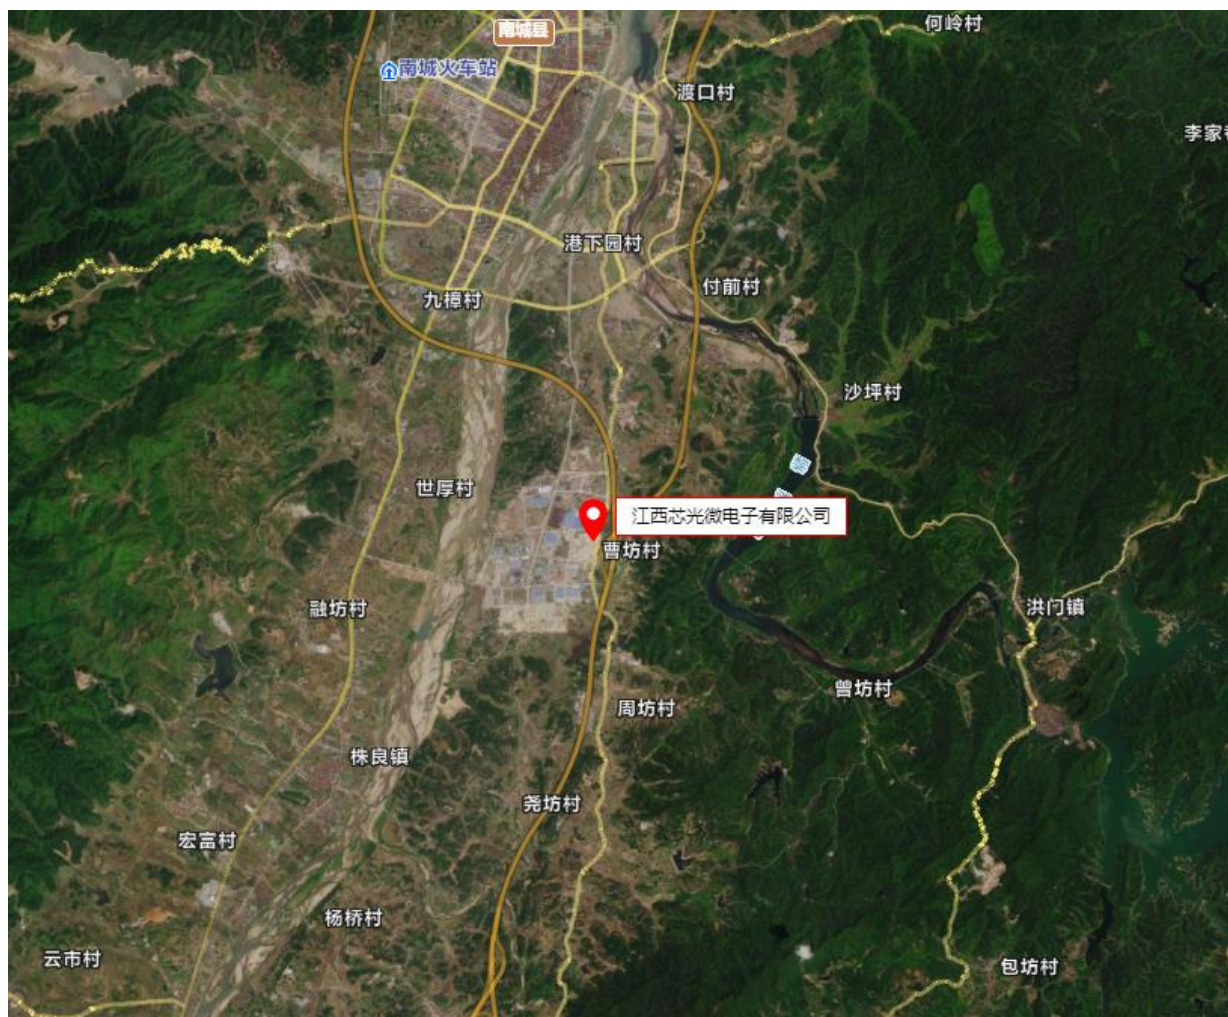 何岭村
南城县
南城火车站
渡口村
李家
港下园村
付前村
九樟村
沙坪村
世厚村
江西芯光微电子有限公司
曹坊村
融坊村
洪门镇
曾坊村
周坊村
株良镇
尧坊村
宏富村
杨桥村
云市村
包坊村